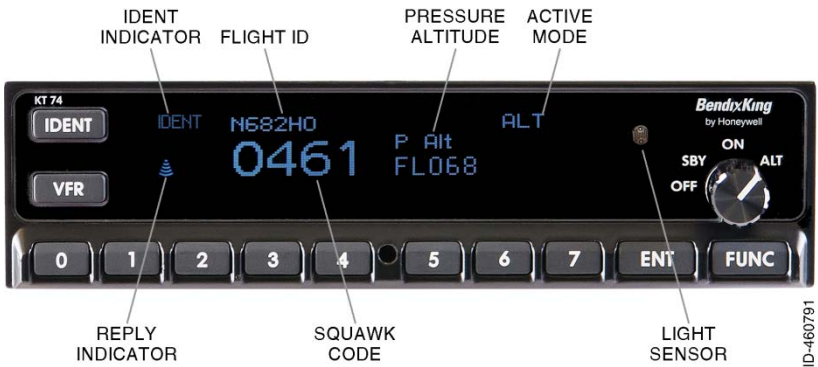 IDENT
INDICATOR
FLIGHT ID
PRESSURE
ALTITUDE
ACTIVE
MODE
KT 74
IDENT
IDENT
N682HO
ALT
BendixKing
by Honeywell
0461
P Alt
FL068
VFR
OFF
SBY
ON
ALT
0
1
2
3
4
5
6
7
ENT
FUNC
REPLY
INDICATOR
SQUAWK
CODE
LIGHT
SENSOR
ID-460791